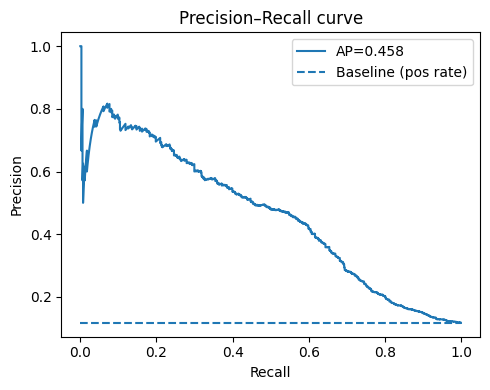 Precision–Recall curve
AP=0.458
Baseline (pos rate)
1.0
0.8
0.6
0.4
0.2
Precision
0.0 0.2 0.4 0.6 0.8 1.0
Recall